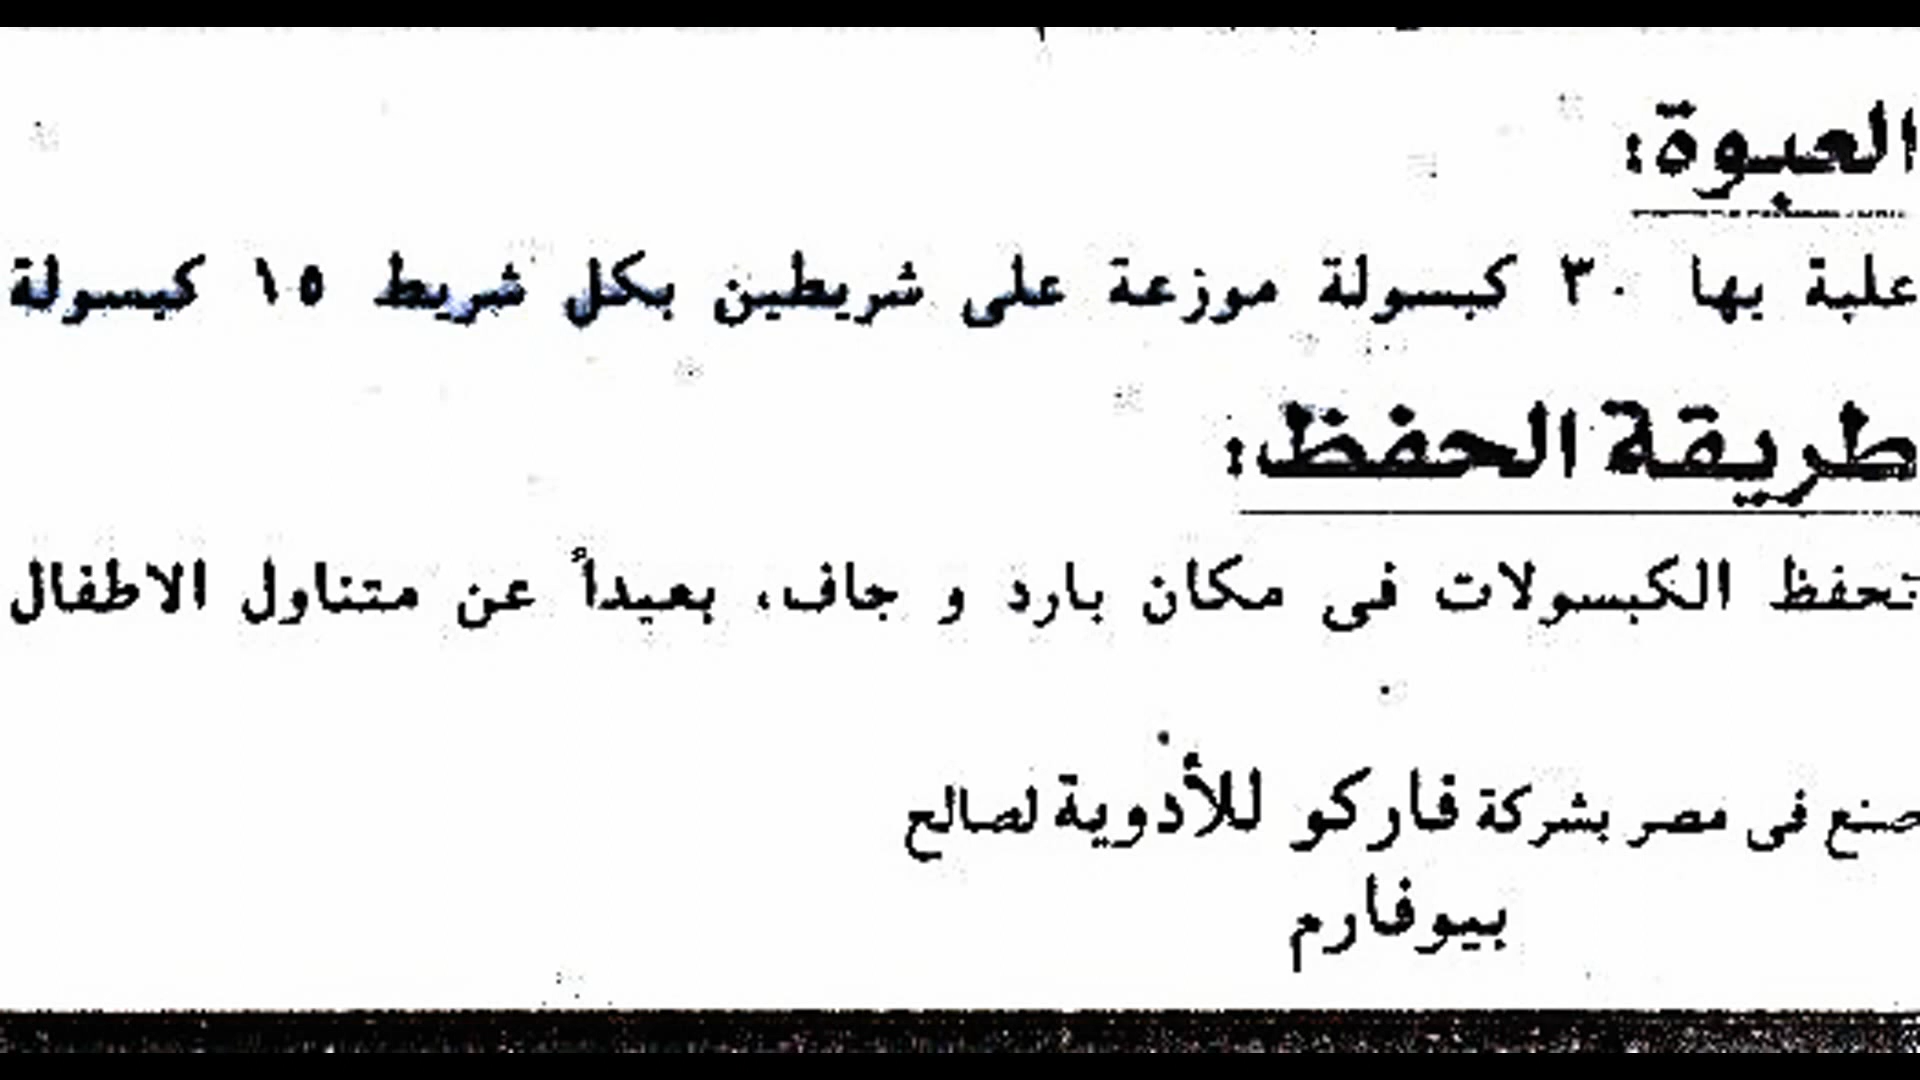 العبوة:
علبة بها ٣٠ كبسولة موزعة على شريطين بكل شريط ١٥ كبسولة
طريقة الحفظ:
تحفظ الكبسولات فى مكان بارد و جاف، بعيداً عن متناول الاطفال
صنع فى مصر بشركة فاركو للأدوية لصالح
بيوفارم